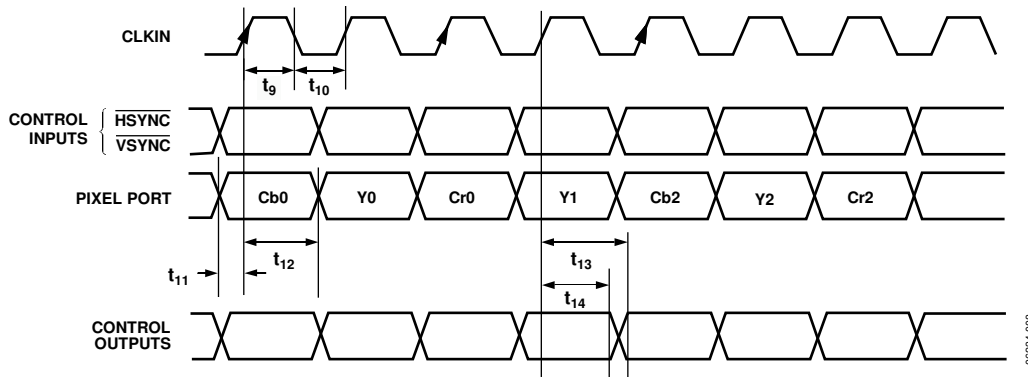 CLKIN
t9
t10
CONTROL INPUTS
HSYNC
VSYNC
PIXEL PORT
Cb0
Y0
Cr0
Y1
Cb2
Y2
Cr2
t12
t13
t11
t14
CONTROL OUTPUTS